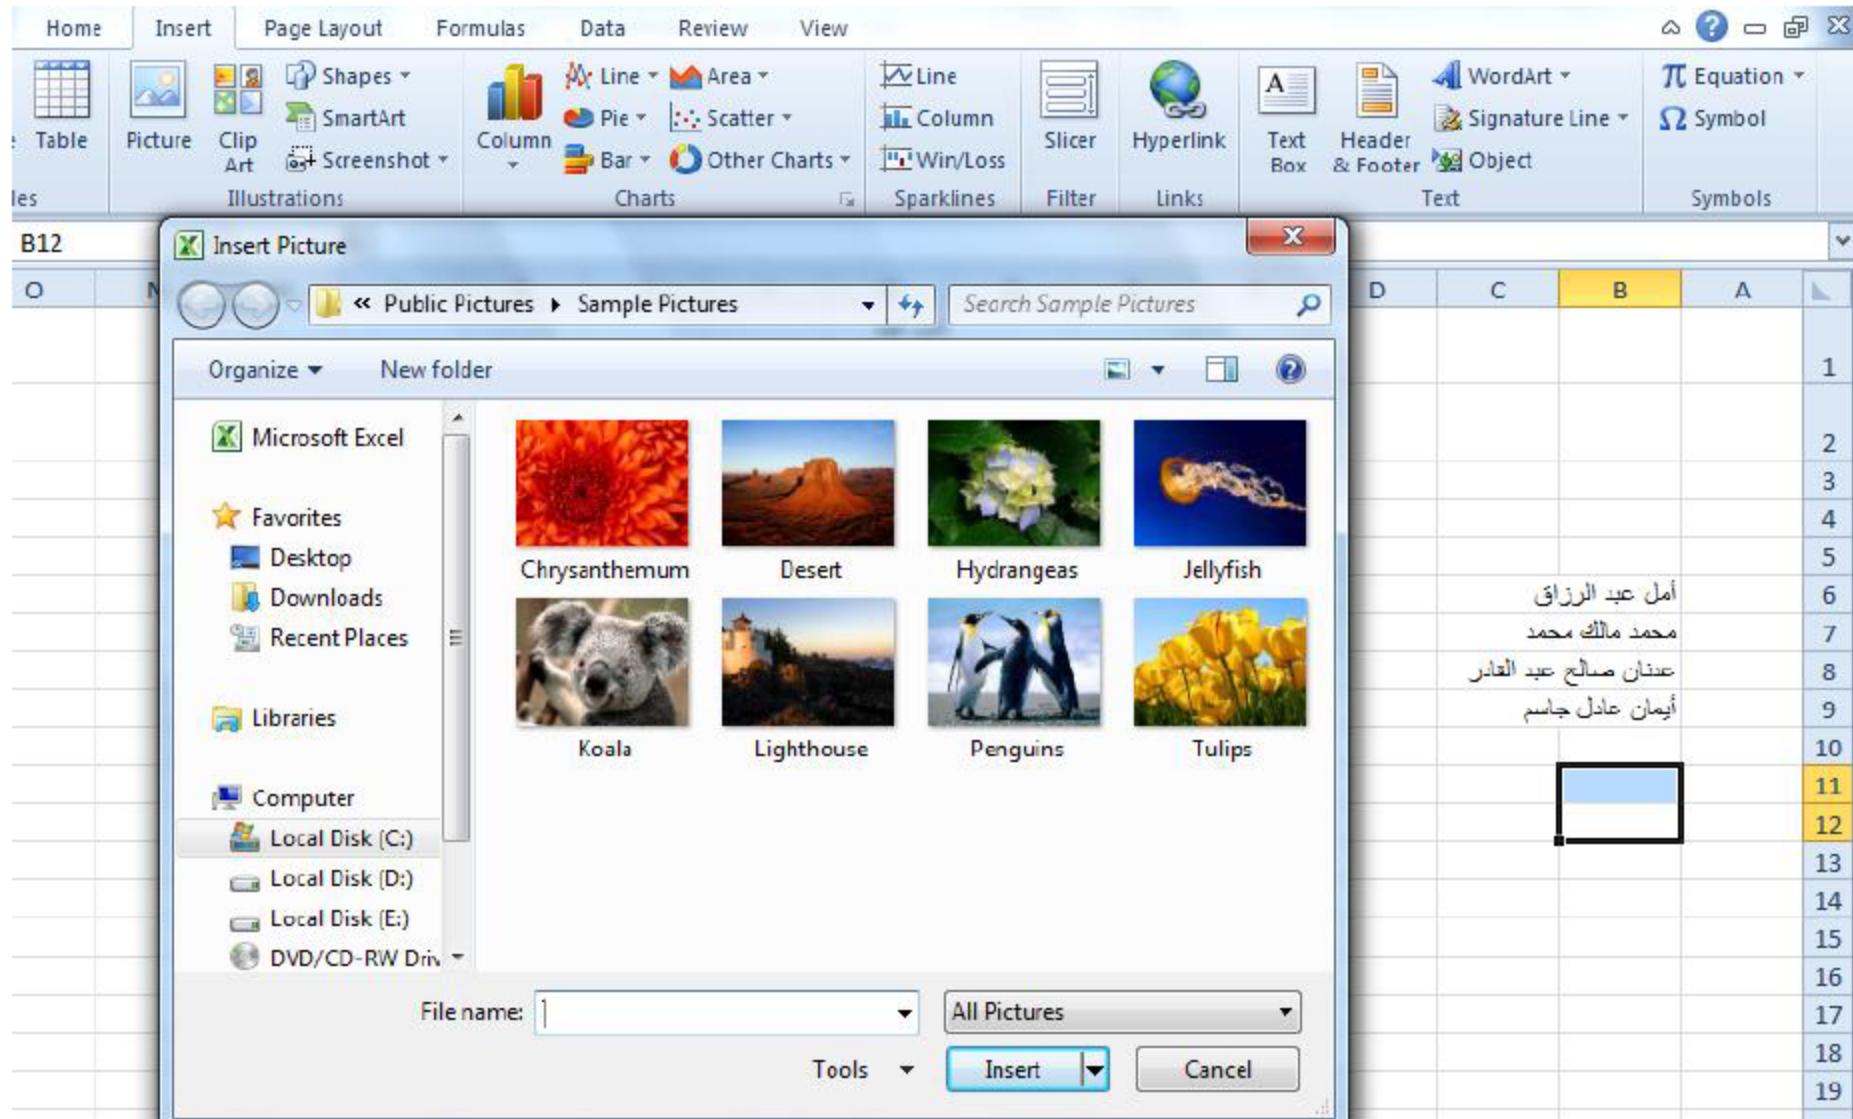 Home Insert Page Layout Formulas Data Review View
Table Picture Clip Art Shapes SmartArt Screenshot Column Line Pie Bar Area Scatter Other Charts Line Column Win/Loss Slicer Hyperlink Text Box Header & Footer WordArt Signature Line Object Equation Symbol
Illustrations Charts Sparklines Filter Links Text Symbols
B12
Insert Picture
O D C B A
« Public Pictures Sample Pictures
Search Sample Pictures
Organize New folder
Microsoft Excel
Favorites
Desktop
Downloads
Recent Places
Libraries
Computer
Local Disk (C:)
Local Disk (D:)
Local Disk (E:)
DVD/CD-RW
Chrysanthemum Desert Hydrangeas Jellyfish
Koala Lighthouse Penguins Tulips
File name: All Pictures
Tools Insert Cancel
1
2
3
4
5
أمل عبد الرزاق 6
محمد مالك محمد 7
عدنان صالح عبد القادر 8
أيمان عادل جاسم 9
10
11
12
13
14
15
16
17
18
19